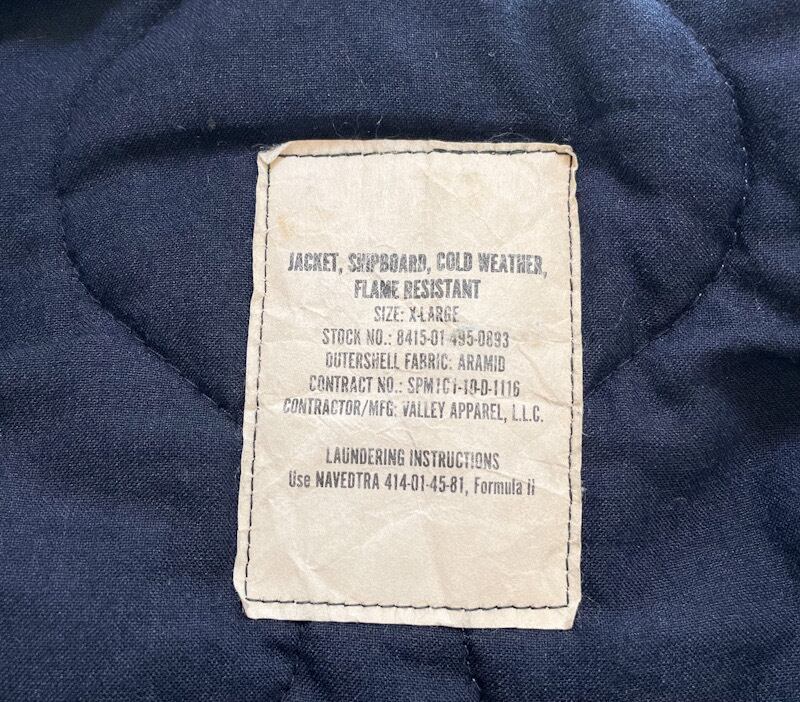 JACKET, SHIPBOARD, COLD WEATHER,
FLAME RESISTANT
SIZE: X-LARGE
STOCK NO.: 8415-01-495-0893
OUTERSHELL FABRIC: ARAMID
CONTRACT NO.: SPM1C1-10-D-1116
CONTRACTOR/MFG: VALLEY APPAREL, L.L.C.
LAUNDERING INSTRUCTIONS
Use NAVEDTRA 414-01-45-81, Formula II